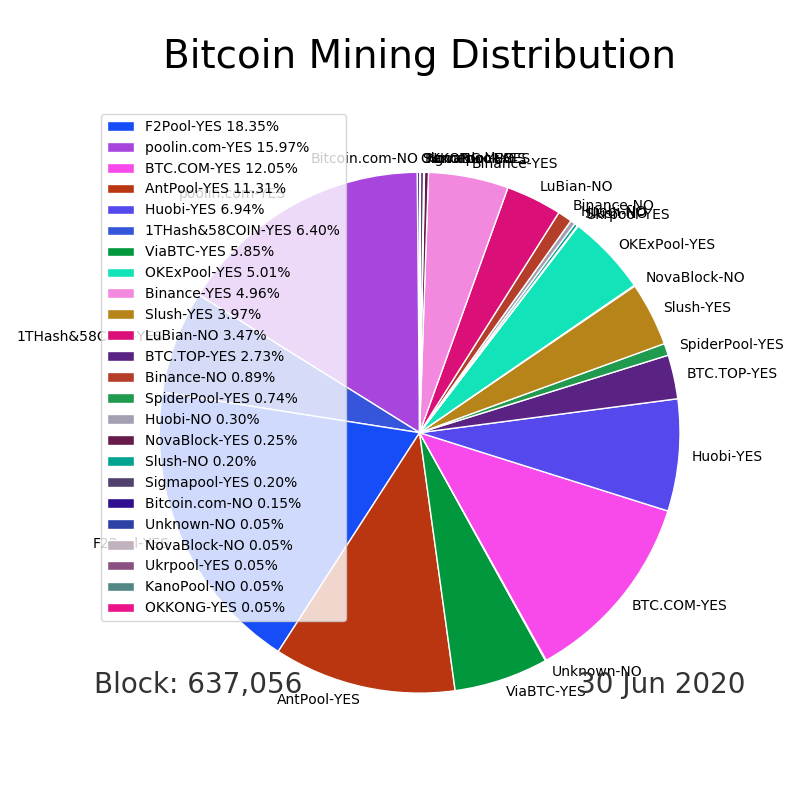 Bitcoin Mining Distribution
F2Pool-YES 18.35%
poolin.com-YES 15.97%
BTC.COM-YES 12.05%
AntPool-YES 11.31%
Huobi-YES 6.94%
1THash&58COIN-YES 6.40%
ViaBTC-YES 5.85%
OKExPool-YES 5.01%
Binance-YES 4.96%
Slush-YES 3.97%
LuBian-NO 3.47%
BTC.TOP-YES 2.73%
Binance-NO 0.89%
SpiderPool-YES 0.74%
Huobi-NO 0.30%
NovaBlock-YES 0.25%
Slush-NO 0.20%
Sigmapool-YES 0.20%
Bitcoin.com-NO 0.15%
Unknown-NO 0.05%
NovaBlock-NO 0.05%
Ukrpool-YES 0.05%
KanoPool-NO 0.05%
OKKONG-YES 0.05%
Bitcoin.com-NO
Binance-YES
LuBian-NO
Binance-NO
Ukrpool-YES
OKExPool-YES
NovaBlock-NO
Slush-YES
SpiderPool-YES
BTC.TOP-YES
Huobi-YES
BTC.COM-YES
Unknown-NO
ViaBTC-YES
AntPool-YES
poolin.com-YES
Block: 637,056
30 Jun 2020